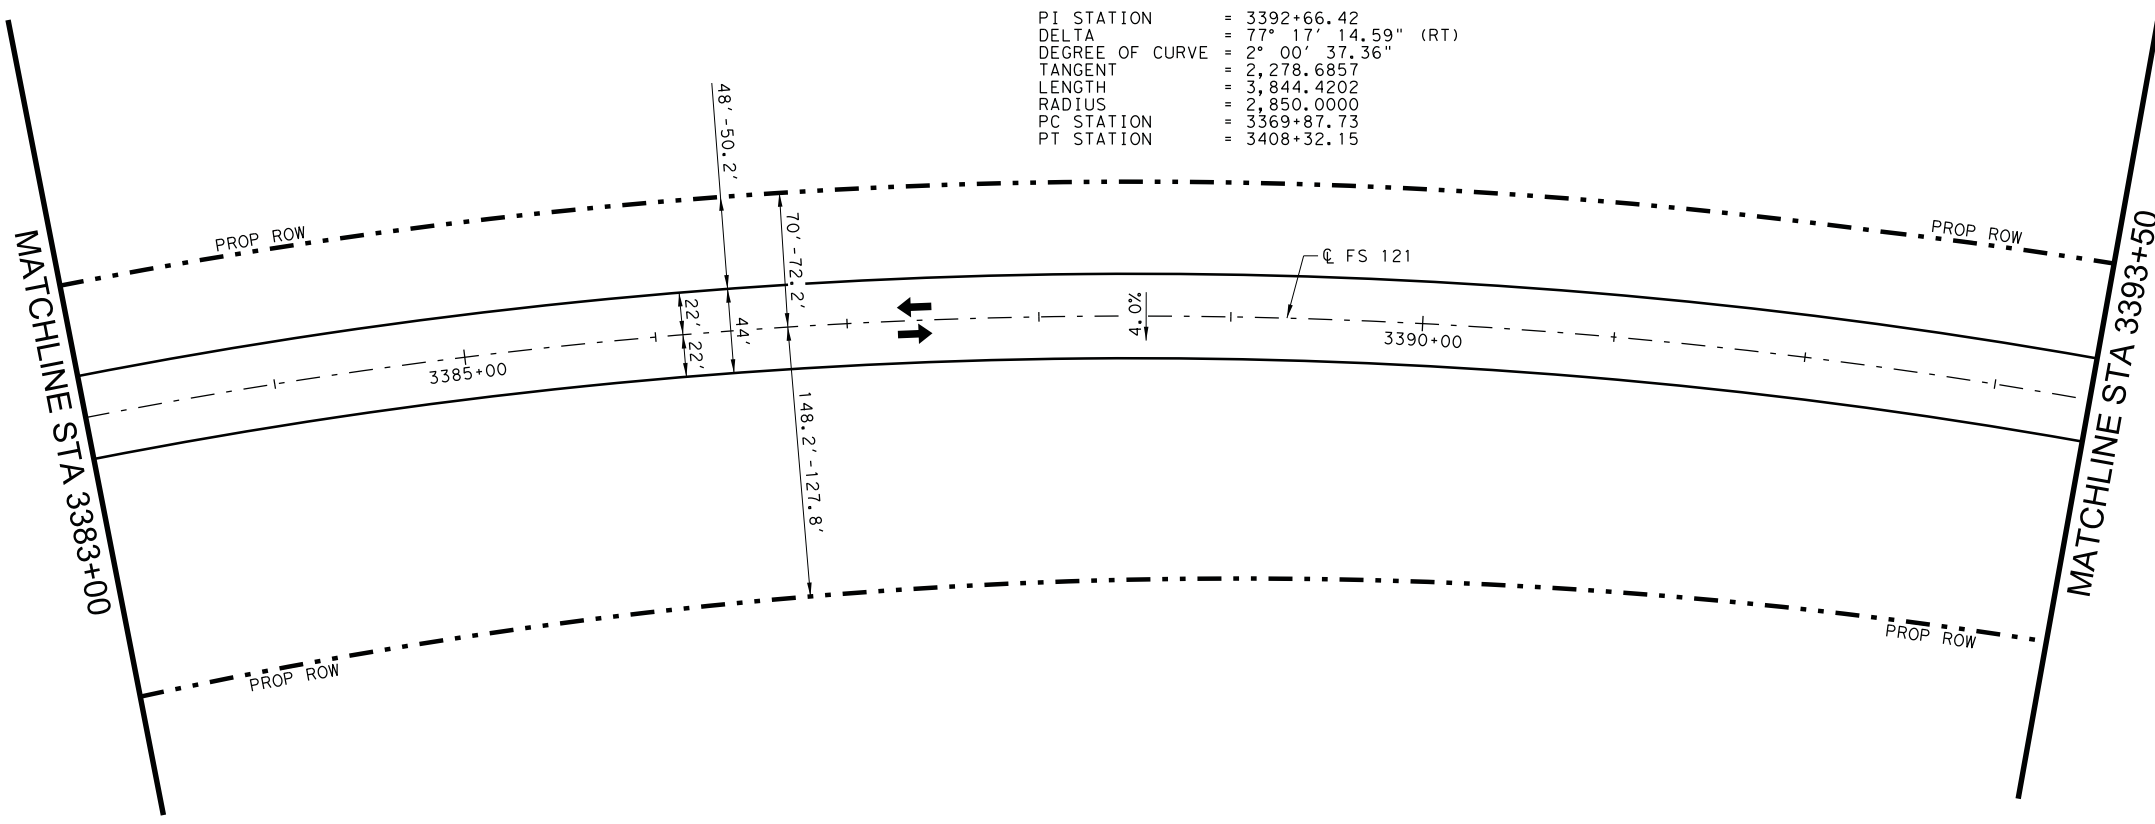 PI STATION = 3392+66.42
DELTA = 77° 17' 14.59" (RT)
DEGREE OF CURVE = 2° 00' 37.36"
TANGENT = 2,278.6857
LENGTH = 3,844.4202
RADIUS = 2,850.0000
PC STATION = 3369+87.73
PT STATION = 3408+32.15
48'-50.2'
70'-72.2'
PROP ROW
PROP ROW
MATCHLINE STA 3383+00
MATCHLINE STA 3393+50
℄ FS 121
22'
44'
22'
4.0%
3385+00
3390+00
148.2'-127.8'
PROP ROW
PROP ROW